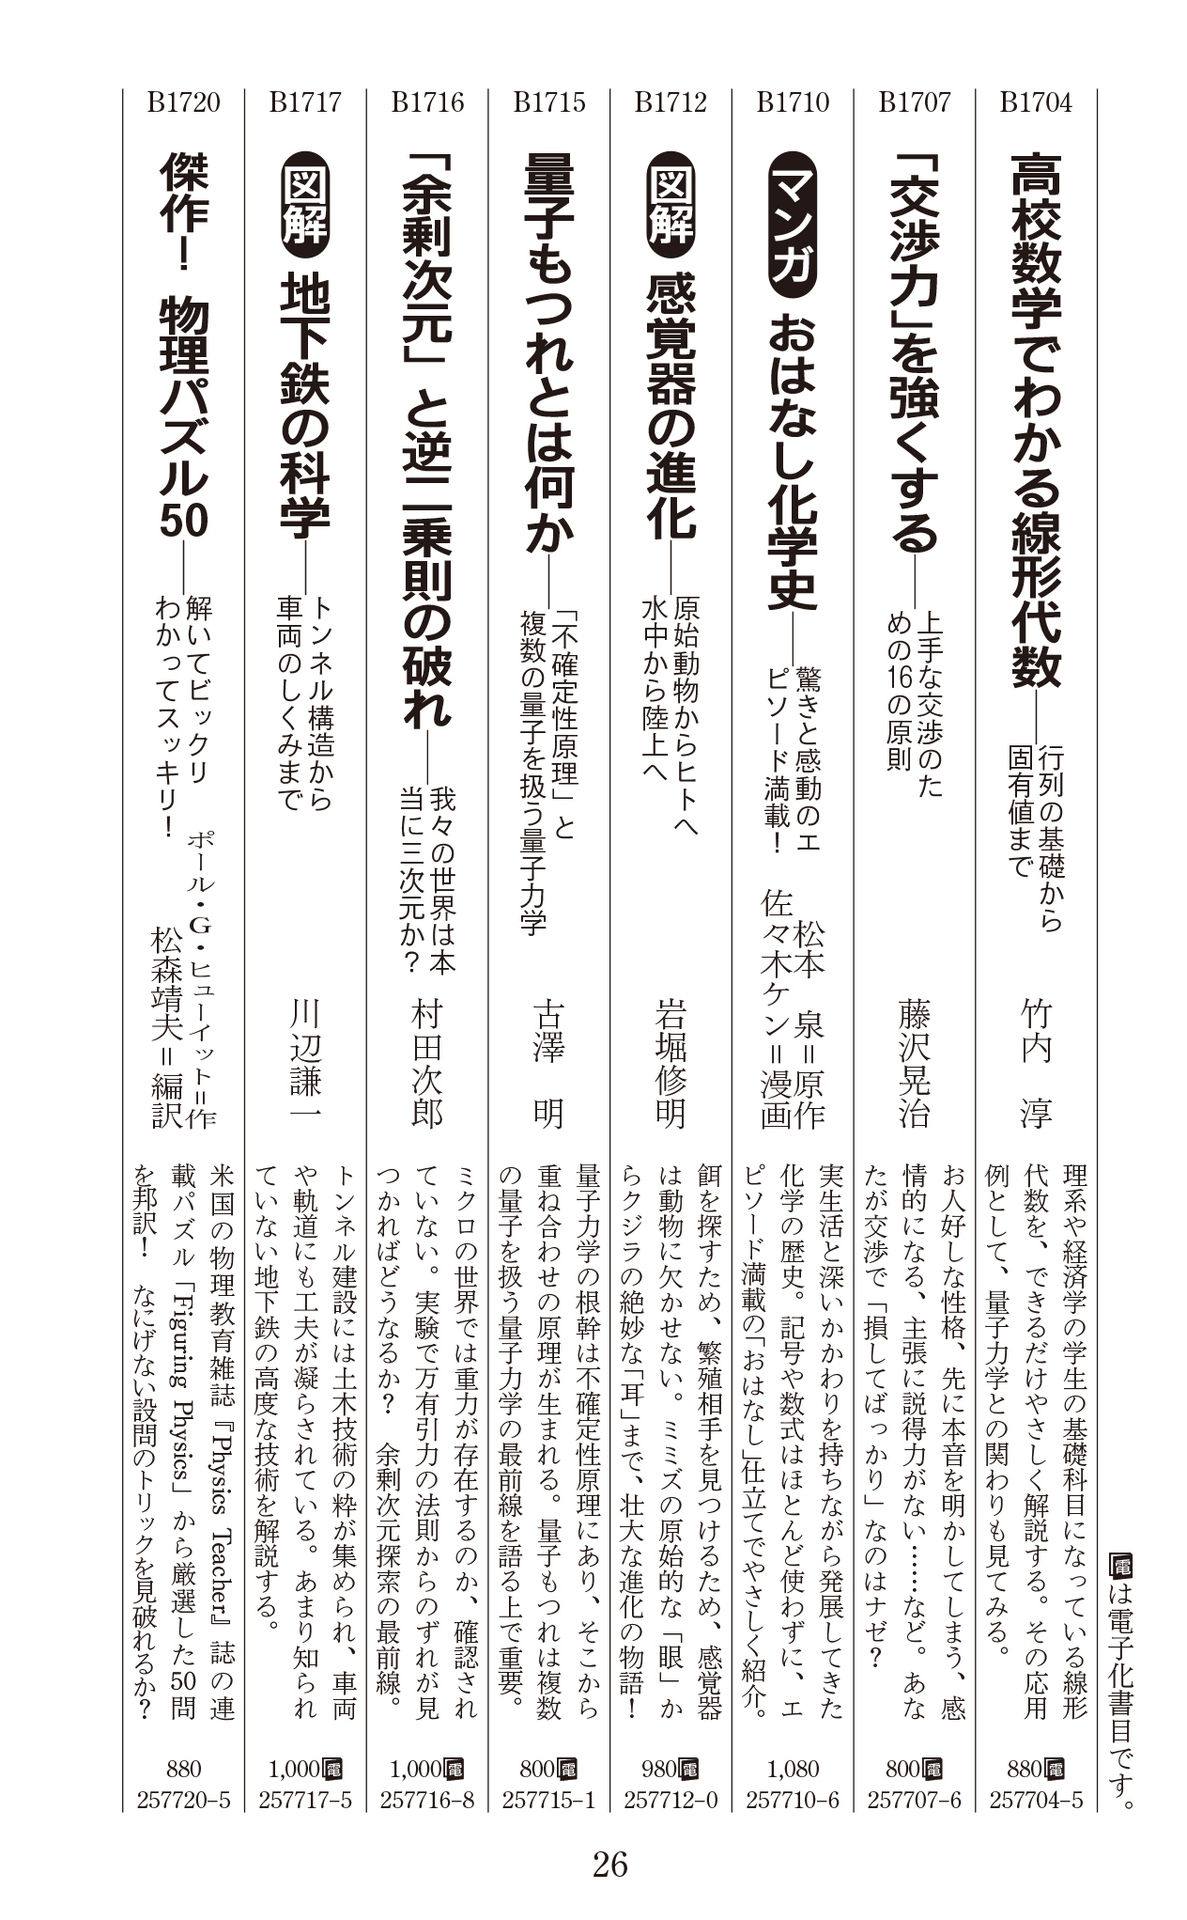 電は電子化書目です。
B1704
高校数学でわかる線形代数
行列の基礎から
固有値まで
竹内 淳
理系や経済学の学生の基礎科目になっている線形
代数を、できるだけやさしく解説する。その応用
例として、量子力学との関わりも見てみる。
880電
257704-5
B1707
「交渉力」を強くする
上手な交渉のた
めの16の原則
藤沢晃治
お人好しな性格、先に本音を明かしてしまう、感
情的になる、主張に説得力がない……など。あな
たが交渉で「損してばっかり」なのはナゼ？
800電
257707-6
B1710
マンガ おはなし化学史
驚きと感動のエ
ピソード満載！
松本 泉＝原作
佐々木ケン＝漫画
実生活と深いかかわりを持ちながら発展してきた
化学の歴史。記号や数式はほとんど使わずに、エ
ピソード満載の「おはなし」仕立てでやさしく紹介。
1,080
257710-6
B1712
図解 感覚器の進化
原始動物からヒトへ
水中から陸上へ
岩堀修明
餌を探すため、繁殖相手を見つけるため、感覚器
は動物に欠かせない。ミミズの原始的な「眼」か
らクジラの絶妙な「耳」まで、壮大な進化の物語！
980電
257712-0
B1715
量子もつれとは何か
「不確定性原理」と
複数の量子を扱う量子力学
古澤 明
量子力学の根幹は不確定性原理にあり、そこから
重ね合わせの原理が生まれる。量子もつれは複数
の量子を扱う量子力学の最前線を語る上で重要。
800電
257715-1
B1716
「余剰次元」と逆二乗則の破れ
我々の世界は本
当に三次元か？
村田次郎
ミクロの世界では重力が存在するのか、確認され
ていない。実験で万有引力の法則からのずれが見
つかればどうなるか？ 余剰次元探索の最前線。
1,000電
257716-8
B1717
図解 地下鉄の科学
トンネル構造から
車両のしくみまで
川辺謙一
トンネル建設には土木技術の粋が集められ、車両
や軌道にも工夫が凝らされている。あまり知られ
ていない地下鉄の高度な技術を解説する。
1,000電
257717-5
B1720
傑作！ 物理パズル50
解いてビックリ
わかってスッキリ！
ポール・G・ヒューイット＝作
松森靖夫＝編訳
米国の物理教育雑誌『Physics Teacher』誌の連
載パズル「Figuring Physics」から厳選した50問
を邦訳！ なにげない設問のトリックを見破れるか？
880
257720-5
26